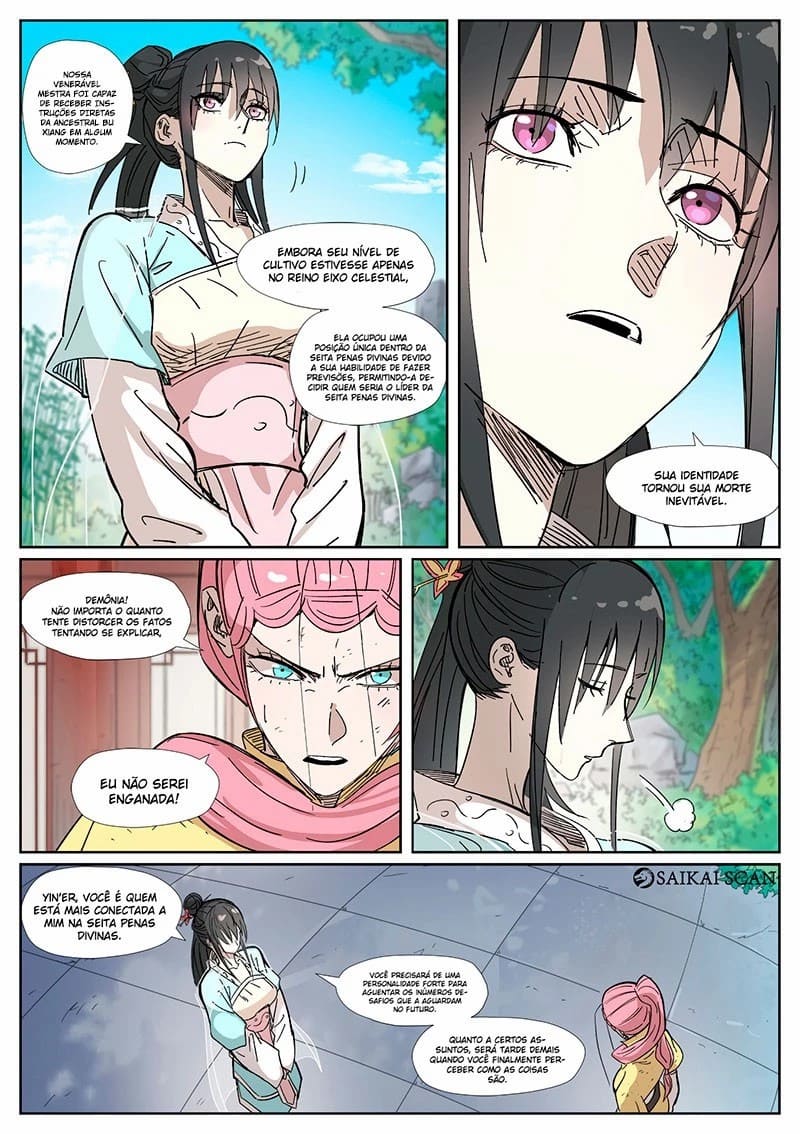 NOSSA
VENERÁVEL
MESTRA FOI CAPAZ
DE RECEBER INS-
TRUÇÕES DIRETAS
DA ANCESTRAL BU
XIANG EM ALGUM
MOMENTO.
EMBORA SEU NÍVEL DE
CULTIVO ESTIVESSE APENAS
NO REINO EIXO CELESTIAL,
ELA OCUPOU UMA
POSIÇÃO ÚNICA DENTRO DA
SEITA PENAS DIVINAS DEVIDO
A SUA HABILIDADE DE FAZER
PREVISÕES, PERMITINDO-A DE-
CIDIR QUEM SERIA O LÍDER DA
SEITA PENAS DIVINAS.
SUA IDENTIDADE
TORNOU SUA MORTE
INEVITÁVEL.
DEMÔNIA!
NÃO IMPORTA O QUANTO
TENTE DISTORCER OS FATOS
TENTANDO SE EXPLICAR,
EU NÃO SEREI
ENGANADA!
SAIKAI SCAN
YIN'ER, VOCÊ É QUEM
ESTÁ MAIS CONECTADA A
MIM NA SEITA PENAS
DIVINAS.
VOCÊ PRECISARÁ DE UMA
PERSONALIDADE FORTE PARA
AGUENTAR OS INÚMEROS DE-
SAFIOS QUE A AGUARDAM
NO FUTURO.
QUANTO A CERTOS AS-
SUNTOS, SERÁ TARDE DEMAIS
QUANDO VOCÊ FINALMENTE PER-
CEBER COMO AS COISAS
SÃO.